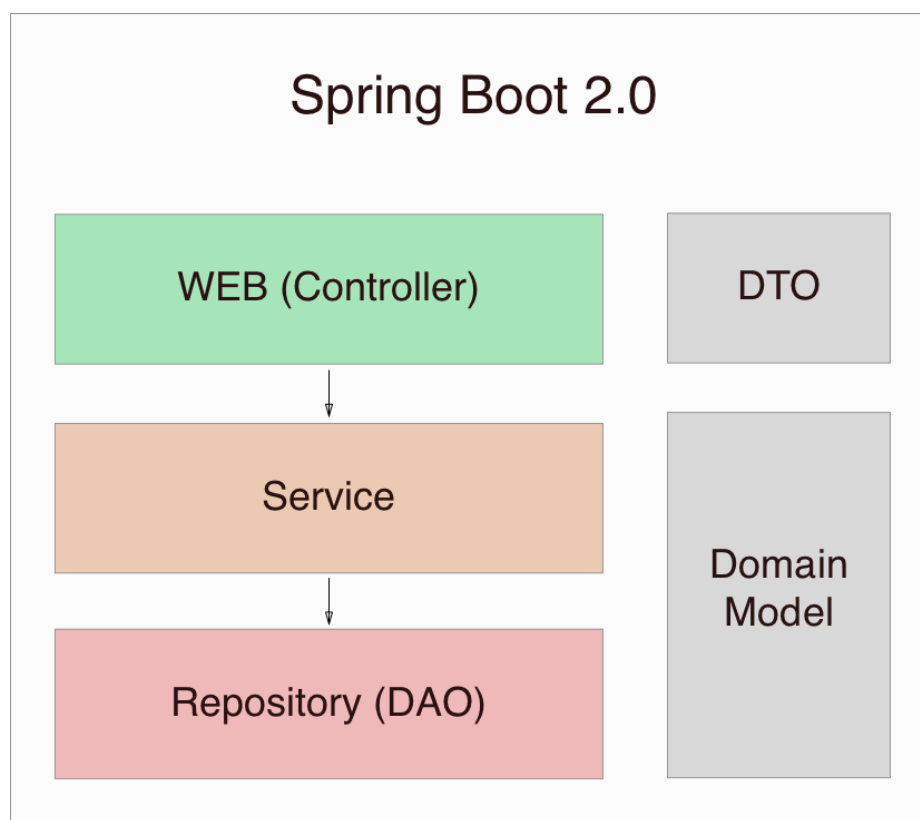 Spring Boot 2.0
WEB (Controller)
DTO
Service
Domain
Model
Repository (DAO)